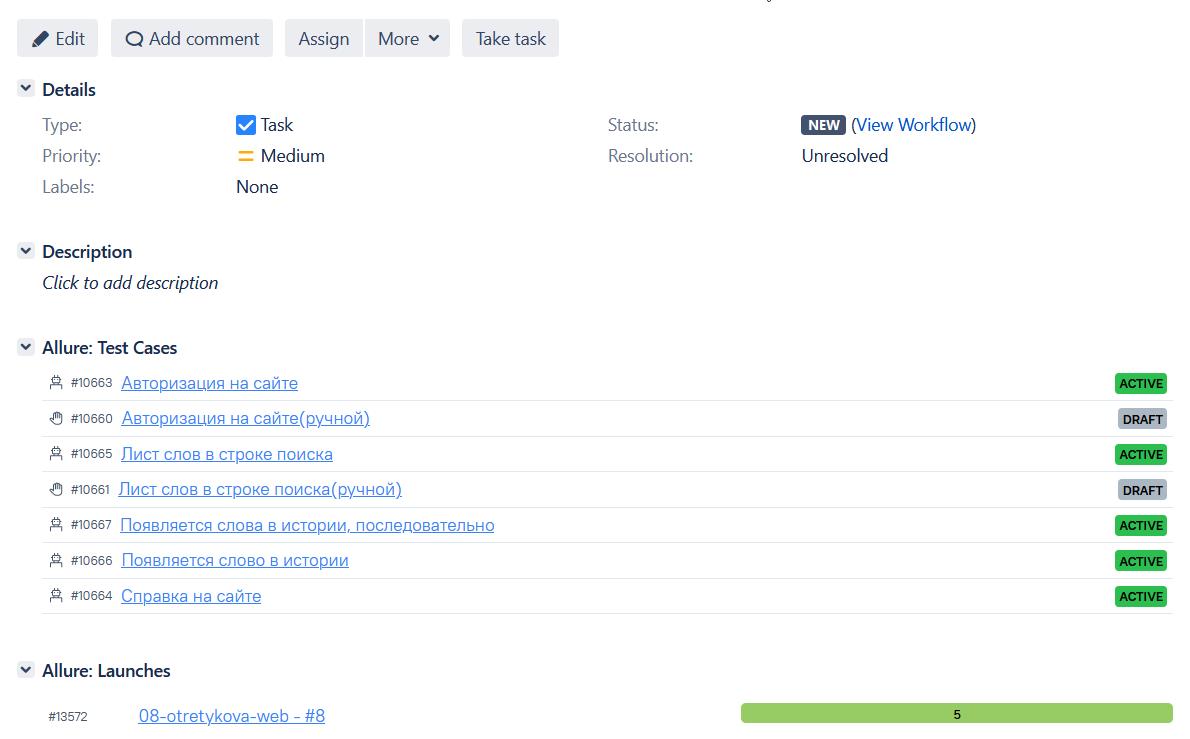 Edit Add comment Assign More Take task
Details
Type: Task Status: NEW (View Workflow)
Priority: Medium Resolution: Unresolved
Labels: None
Description
Click to add description
Allure: Test Cases
#10663 Авторизация на сайте ACTIVE
#10660 Авторизация на сайте(ручной) DRAFT
#10665 Лист слов в строке поиска ACTIVE
#10661 Лист слов в строке поиска(ручной) DRAFT
#10667 Появляется слова в истории, последовательно ACTIVE
#10666 Появляется слово в истории ACTIVE
#10664 Справка на сайте ACTIVE
Allure: Launches
#13572 08-otretykova-web - #8 5